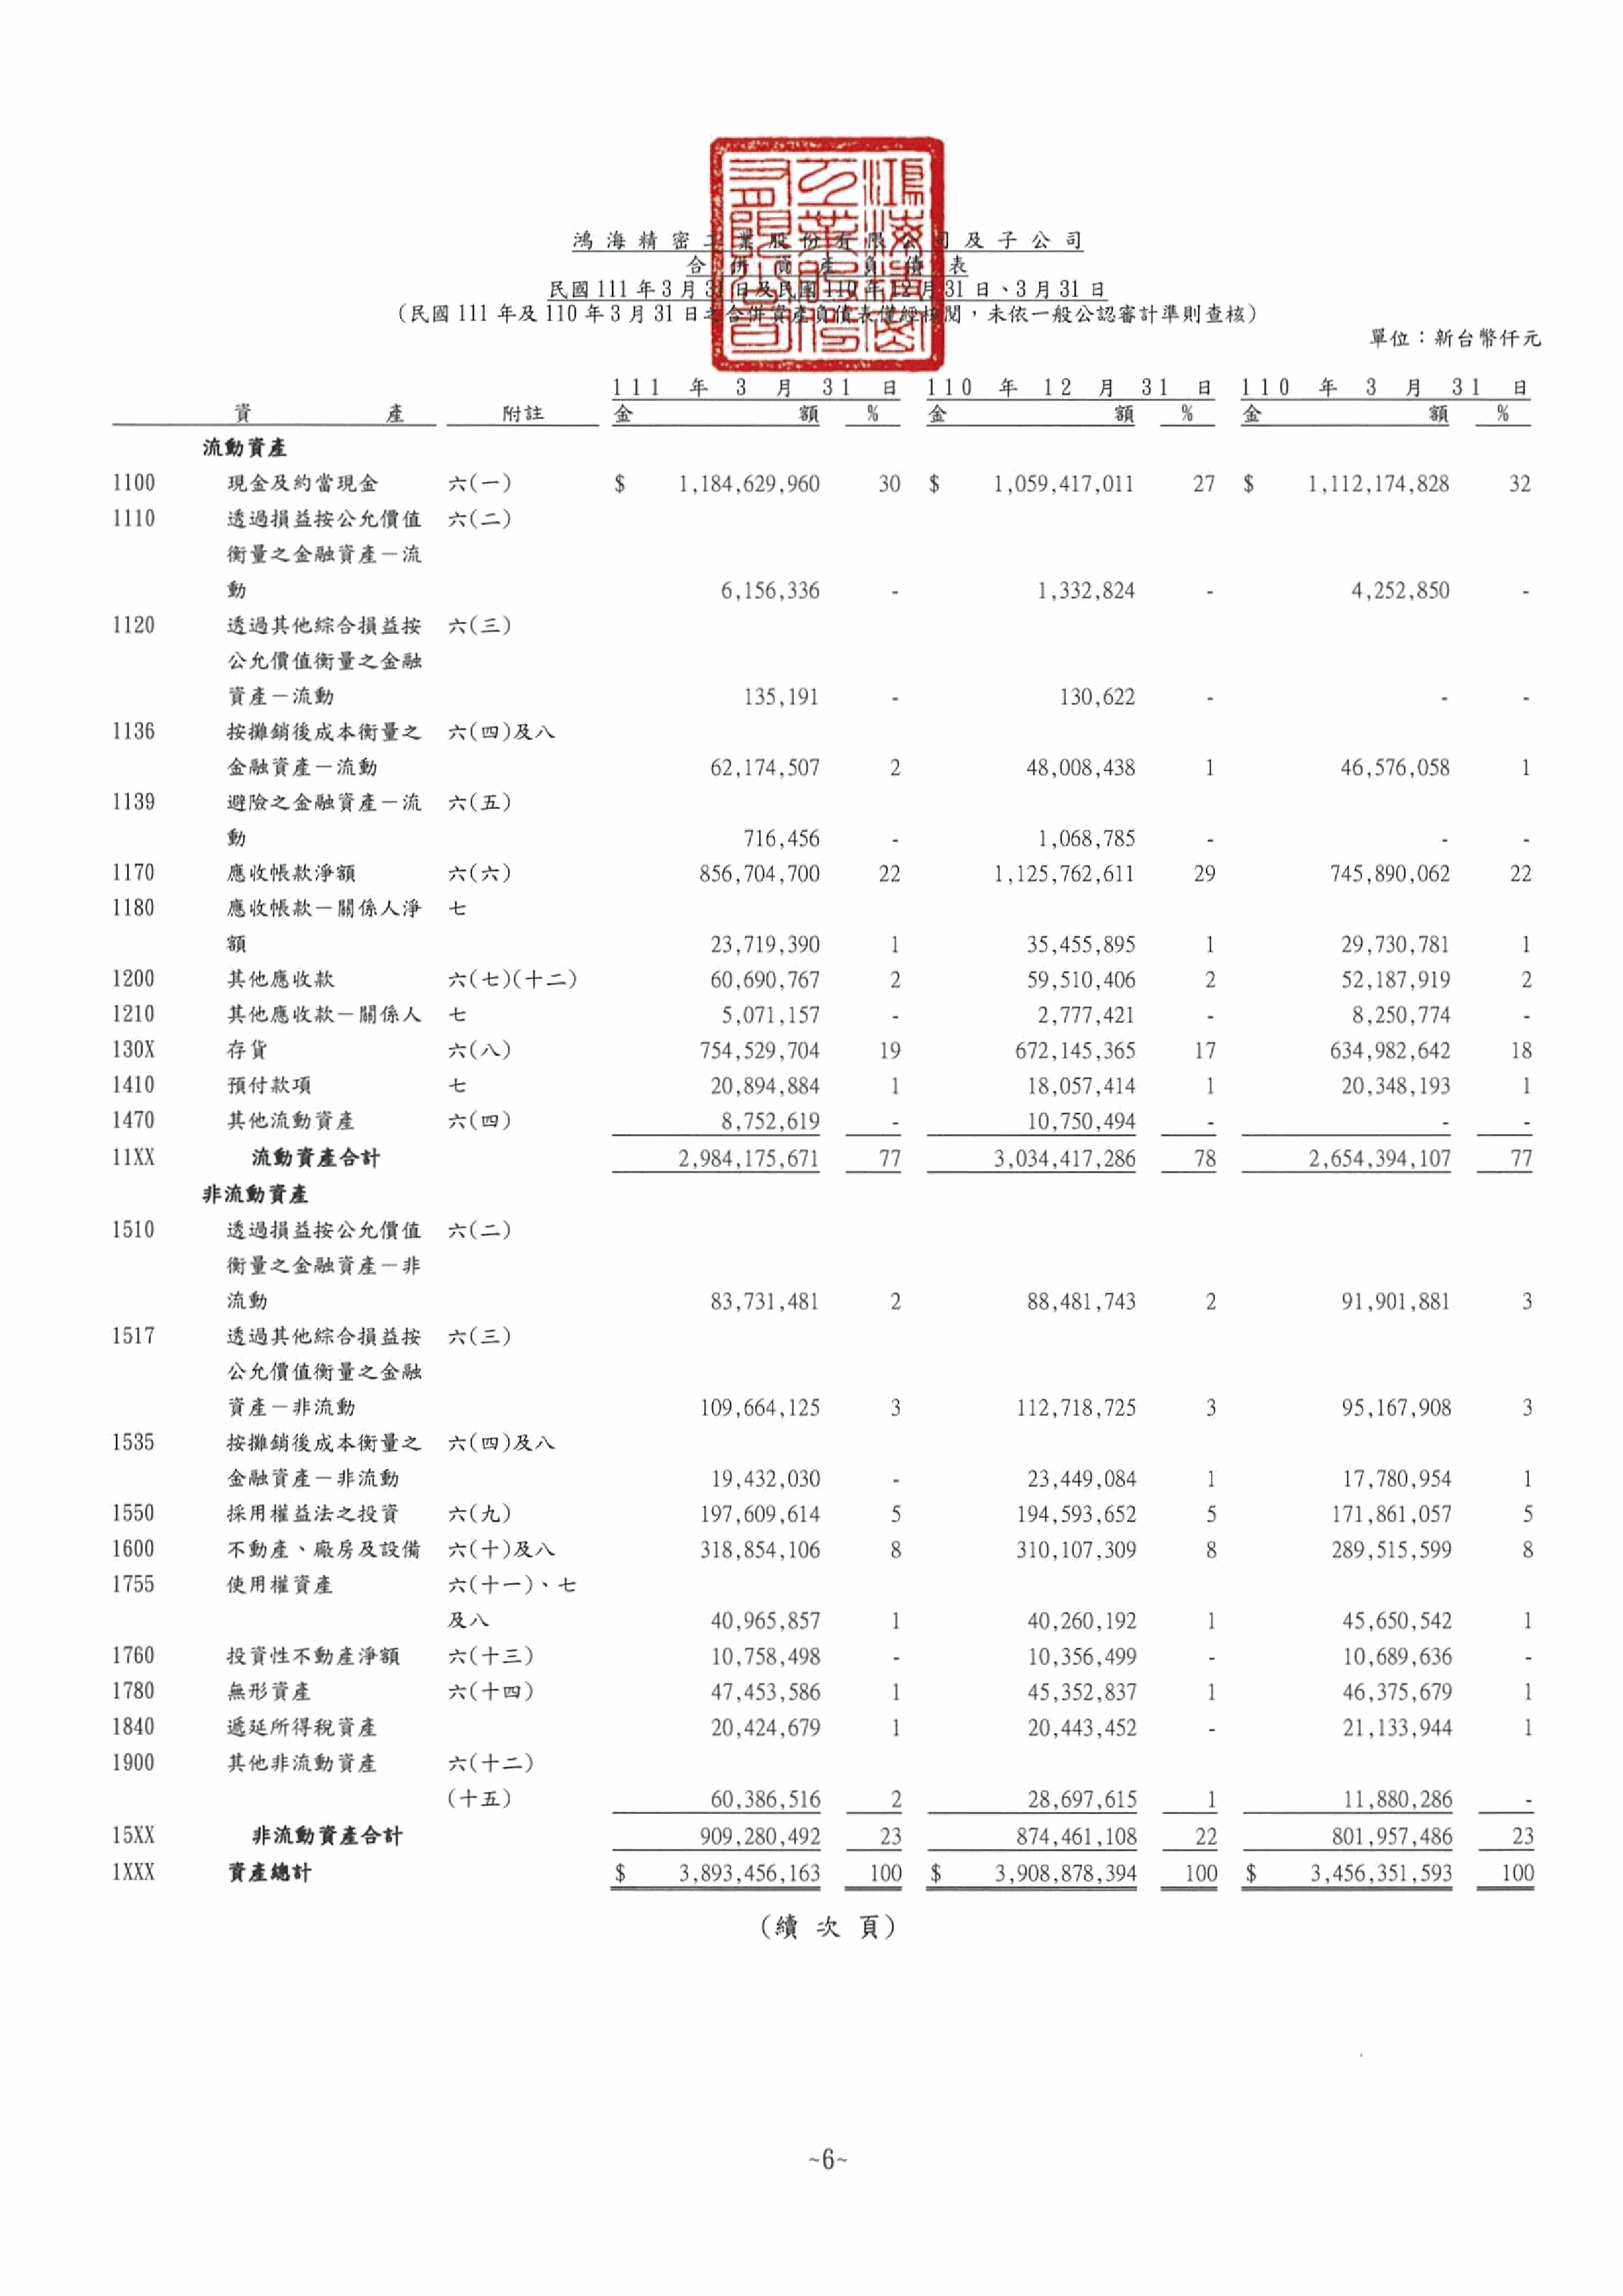 鴻海精密工業股份有限公司及子公司
合併資產負債表
民國111年3月31日及民國110年12月31日、3月31日
(民國111年及110年3月31日之合併資產負債表僅經核閱，未依一般公認審計準則查核)
單位：新台幣仟元
111年3月31日 110年12月31日 110年3月31日
資產 附註 金額 % 金額 % 金額 %
流動資產
1100 現金及約當現金 六(一) $ 1,184,629,960 30 $ 1,059,417,011 27 $ 1,112,174,828 32
1110 透過損益按公允價值 六(二)
衡量之金融資產－流
動 6,156,336 - 1,332,824 - 4,252,850 -
1120 透過其他綜合損益按 六(三)
公允價值衡量之金融
資產－流動 135,191 - 130,622 - - -
1136 按攤銷後成本衡量之 六(四)及八
金融資產－流動 62,174,507 2 48,008,438 1 46,576,058 1
1139 避險之金融資產－流 六(五)
動 716,456 - 1,068,785 - - -
1170 應收帳款淨額 六(六) 856,704,700 22 1,125,762,611 29 745,890,062 22
1180 應收帳款－關係人淨 七
額 23,719,390 1 35,455,895 1 29,730,781 1
1200 其他應收款 六(七)(十二) 60,690,767 2 59,510,406 2 52,187,919 2
1210 其他應收款－關係人 七 5,071,157 - 2,777,421 - 8,250,774 -
130X 存貨 六(八) 754,529,704 19 672,145,365 17 634,982,642 18
1410 預付款項 七 20,894,884 1 18,057,414 1 20,348,193 1
1470 其他流動資產 六(四) 8,752,619 - 10,750,494 - - -
11XX 流動資產合計 2,984,175,671 77 3,034,417,286 78 2,654,394,107 77
非流動資產
1510 透過損益按公允價值 六(二)
衡量之金融資產－非
流動 83,731,481 2 88,481,743 2 91,901,881 3
1517 透過其他綜合損益按 六(三)
公允價值衡量之金融
資產－非流動 109,664,125 3 112,718,725 3 95,167,908 3
1535 按攤銷後成本衡量之 六(四)及八
金融資產－非流動 19,432,030 - 23,449,084 1 17,780,954 1
1550 採用權益法之投資 六(九) 197,609,614 5 194,593,652 5 171,861,057 5
1600 不動產、廠房及設備 六(十)及八 318,854,106 8 310,107,309 8 289,515,599 8
1755 使用權資產 六(十一)、七
及八 40,965,857 1 40,260,192 1 45,650,542 1
1760 投資性不動產淨額 六(十三) 10,758,498 - 10,356,499 - 10,689,636 -
1780 無形資產 六(十四) 47,453,586 1 45,352,837 1 46,375,679 1
1840 遞延所得稅資產 20,424,679 1 20,443,452 - 21,133,944 1
1900 其他非流動資產 六(十二)
(十五) 60,386,516 2 28,697,615 1 11,880,286 -
15XX 非流動資產合計 909,280,492 23 874,461,108 22 801,957,486 23
1XXX 資產總計 $ 3,893,456,163 100 $ 3,908,878,394 100 $ 3,456,351,593 100
(續次頁)
~6~